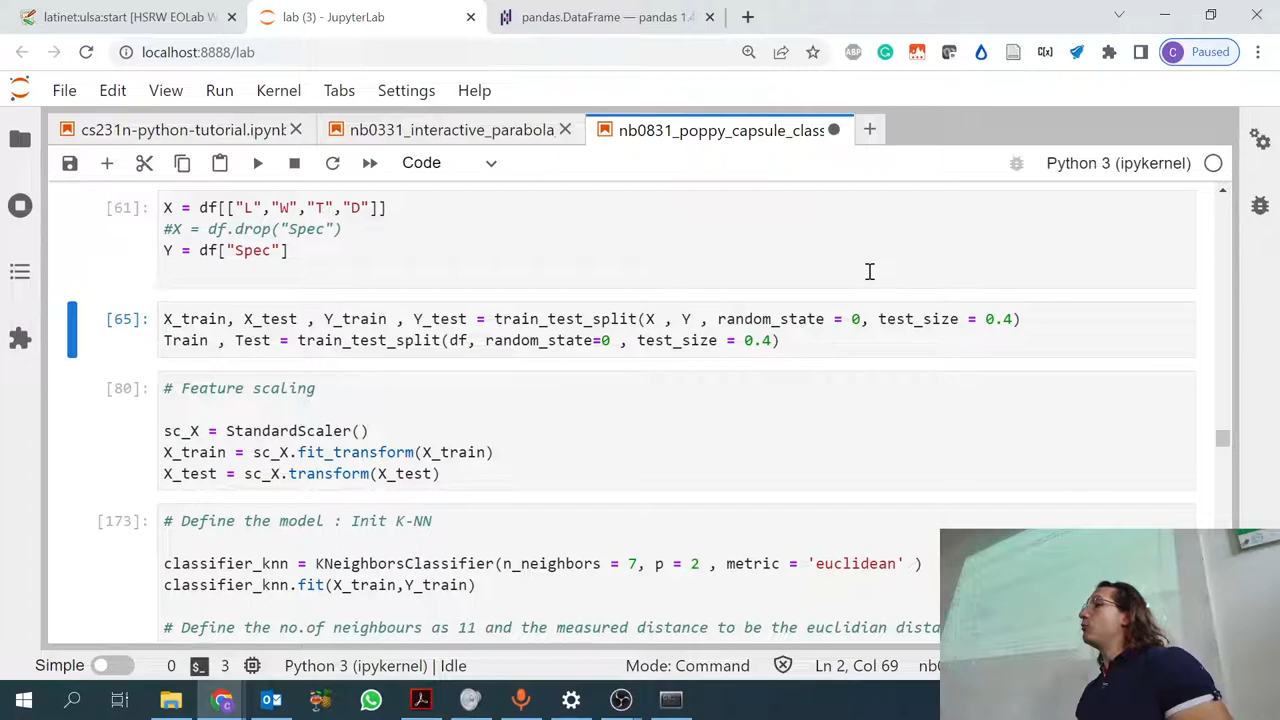 latinet:ulsa:start [HSRW EOLab W
lab (3) - JupyterLab
pandas.DataFrame — pandas 1.4
localhost:8888/lab
Paused
File Edit View Run Kernel Tabs Settings Help
cs231n-python-tutorial.ipynb
nb0331_interactive_parabola
nb0831_poppy_capsule_class
Code
Python 3 (ipykernel)
[61]:
X = df[["L","W","T","D"]]
#X = df.drop("Spec")
Y = df["Spec"]
[65]:
X_train, X_test , Y_train , Y_test = train_test_split(X , Y , random_state = 0, test_size = 0.4)
Train , Test = train_test_split(df, random_state=0 , test_size = 0.4)
[80]:
# Feature scaling
sc_X = StandardScaler()
X_train = sc_X.fit_transform(X_train)
X_test = sc_X.transform(X_test)
[173]:
# Define the model : Init K-NN
classifier_knn = KNeighborsClassifier(n_neighbors = 7, p = 2 , metric = 'euclidean' )
classifier_knn.fit(X_train,Y_train)
# Define the no.of neighbours as 11 and the measured distance to be the euclidian dista
Simple 0 3 Python 3 (ipykernel) | Idle Mode: Command Ln 2, Col 69 nb0